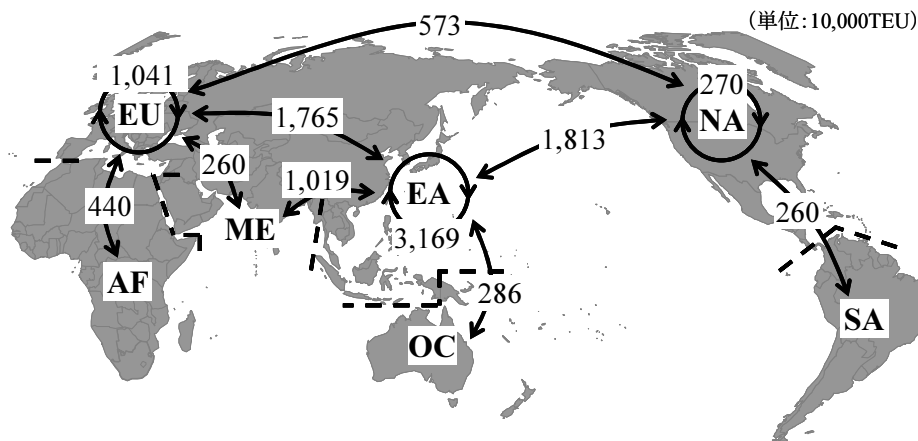 573
(単位:10,000TEU)
1,041
EU
270
NA
1,765
1,813
260
1,019
EA
440
ME
3,169
260
AF
286
OC
SA